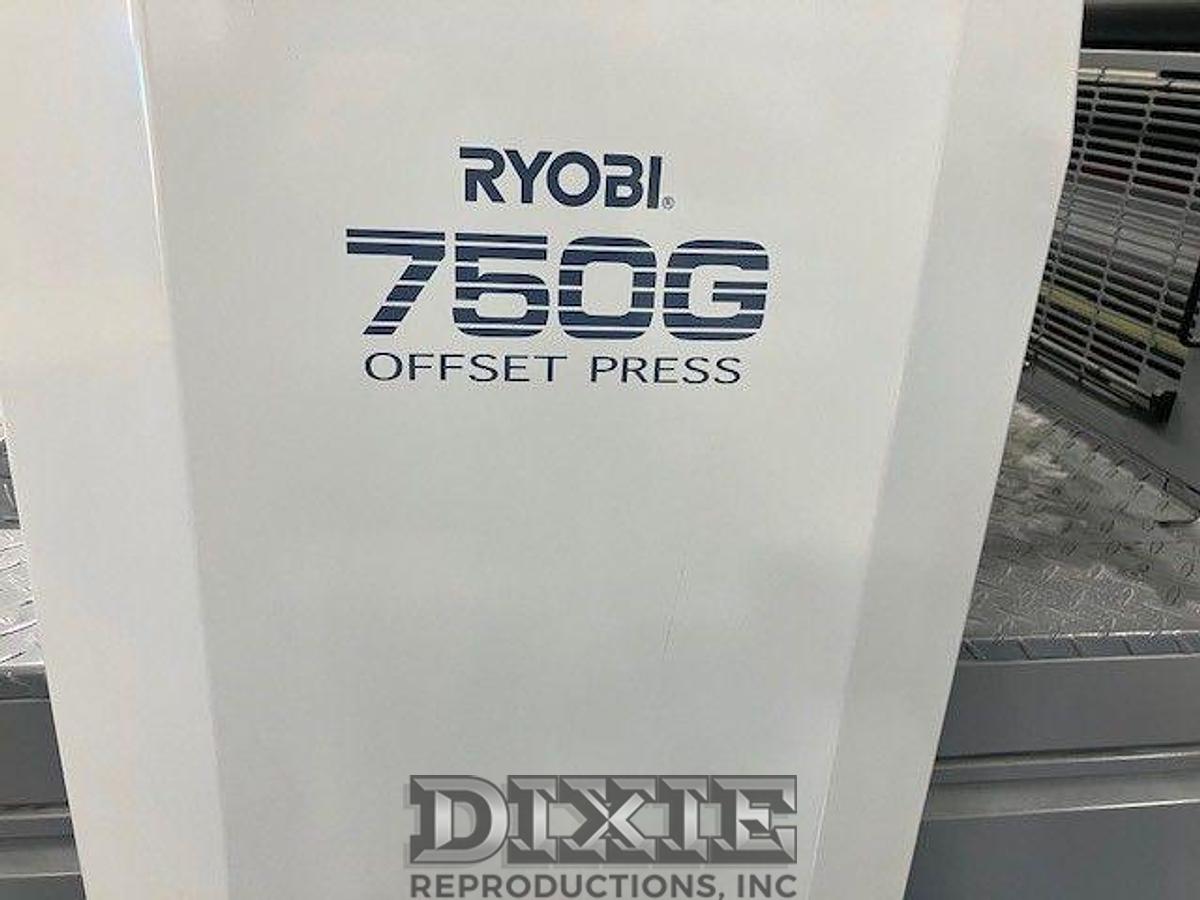 RYOBI®
750G
OFFSET PRESS
DIXIE
REPRODUCTIONS, INC